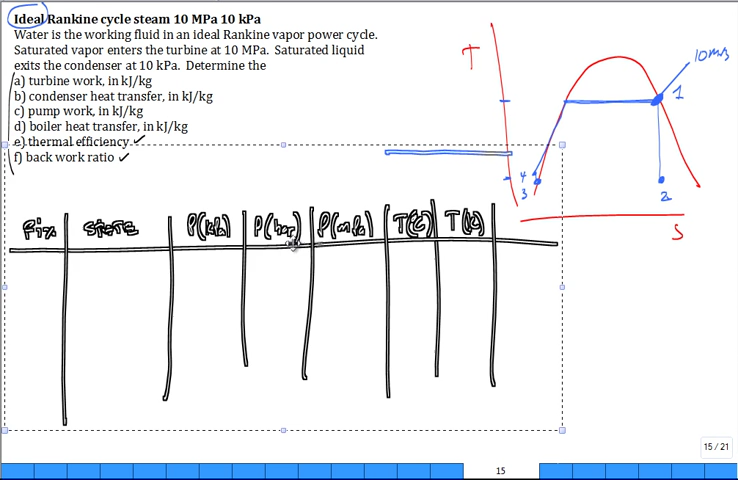 Ideal Rankine cycle steam 10 MPa 10 kPa
Water is the working fluid in an ideal Rankine vapor power cycle.
Saturated vapor enters the turbine at 10 MPa. Saturated liquid
exits the condenser at 10 kPa. Determine the
a) turbine work, in kJ/kg
b) condenser heat transfer, in kJ/kg
c) pump work, in kJ/kg
d) boiler heat transfer, in kJ/kg
e) thermal efficiency ✓
f) back work ratio ✓
T
10 MPa
1
4
3
2
S
Fix State P(kPa) P(bar) P(MPa) T(C) T(K)
15 / 21
15